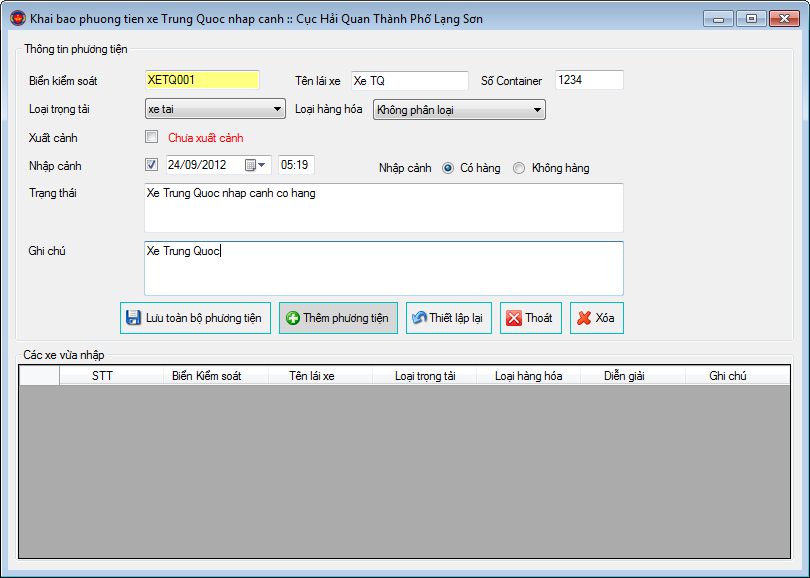 Khai bao phuong tien xe Trung Quoc nhap canh :: Cục Hải Quan Thành Phố Lạng Sơn
Thông tin phương tiện
Biển kiểm soát XETQ001 Tên lái xe Xe TQ Số Container 1234
Loại trọng tải xe tai Loại hàng hóa Không phân loại
Xuất cảnh Chưa xuất cảnh
Nhập cảnh 24/09/2012 05:19 Nhập cảnh Có hàng Không hàng
Trạng thái Xe Trung Quoc nhap canh co hang
Ghi chú Xe Trung Quoc
Lưu toàn bộ phương tiện Thêm phương tiện Thiết lập lại Thoát Xóa
Các xe vừa nhập
STT Biển Kiểm soát Tên lái xe Loại trọng tải Loại hàng hóa Diễn giải Ghi chú